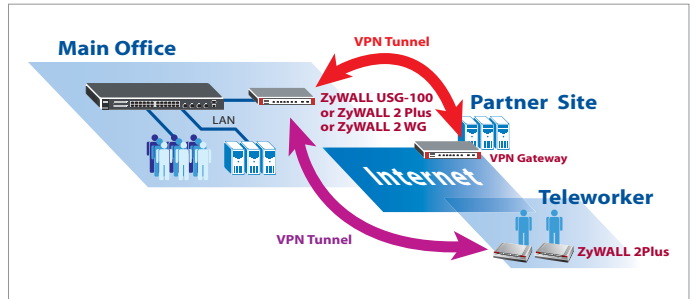 VPN Tunnel
Main Office
ZyWALL USG-100
or ZyWALL 2 Plus
or ZyWALL 2 WG
Partner Site
LAN
VPN Gateway
Internet
Teleworker
VPN Tunnel
ZyWALL 2Plus